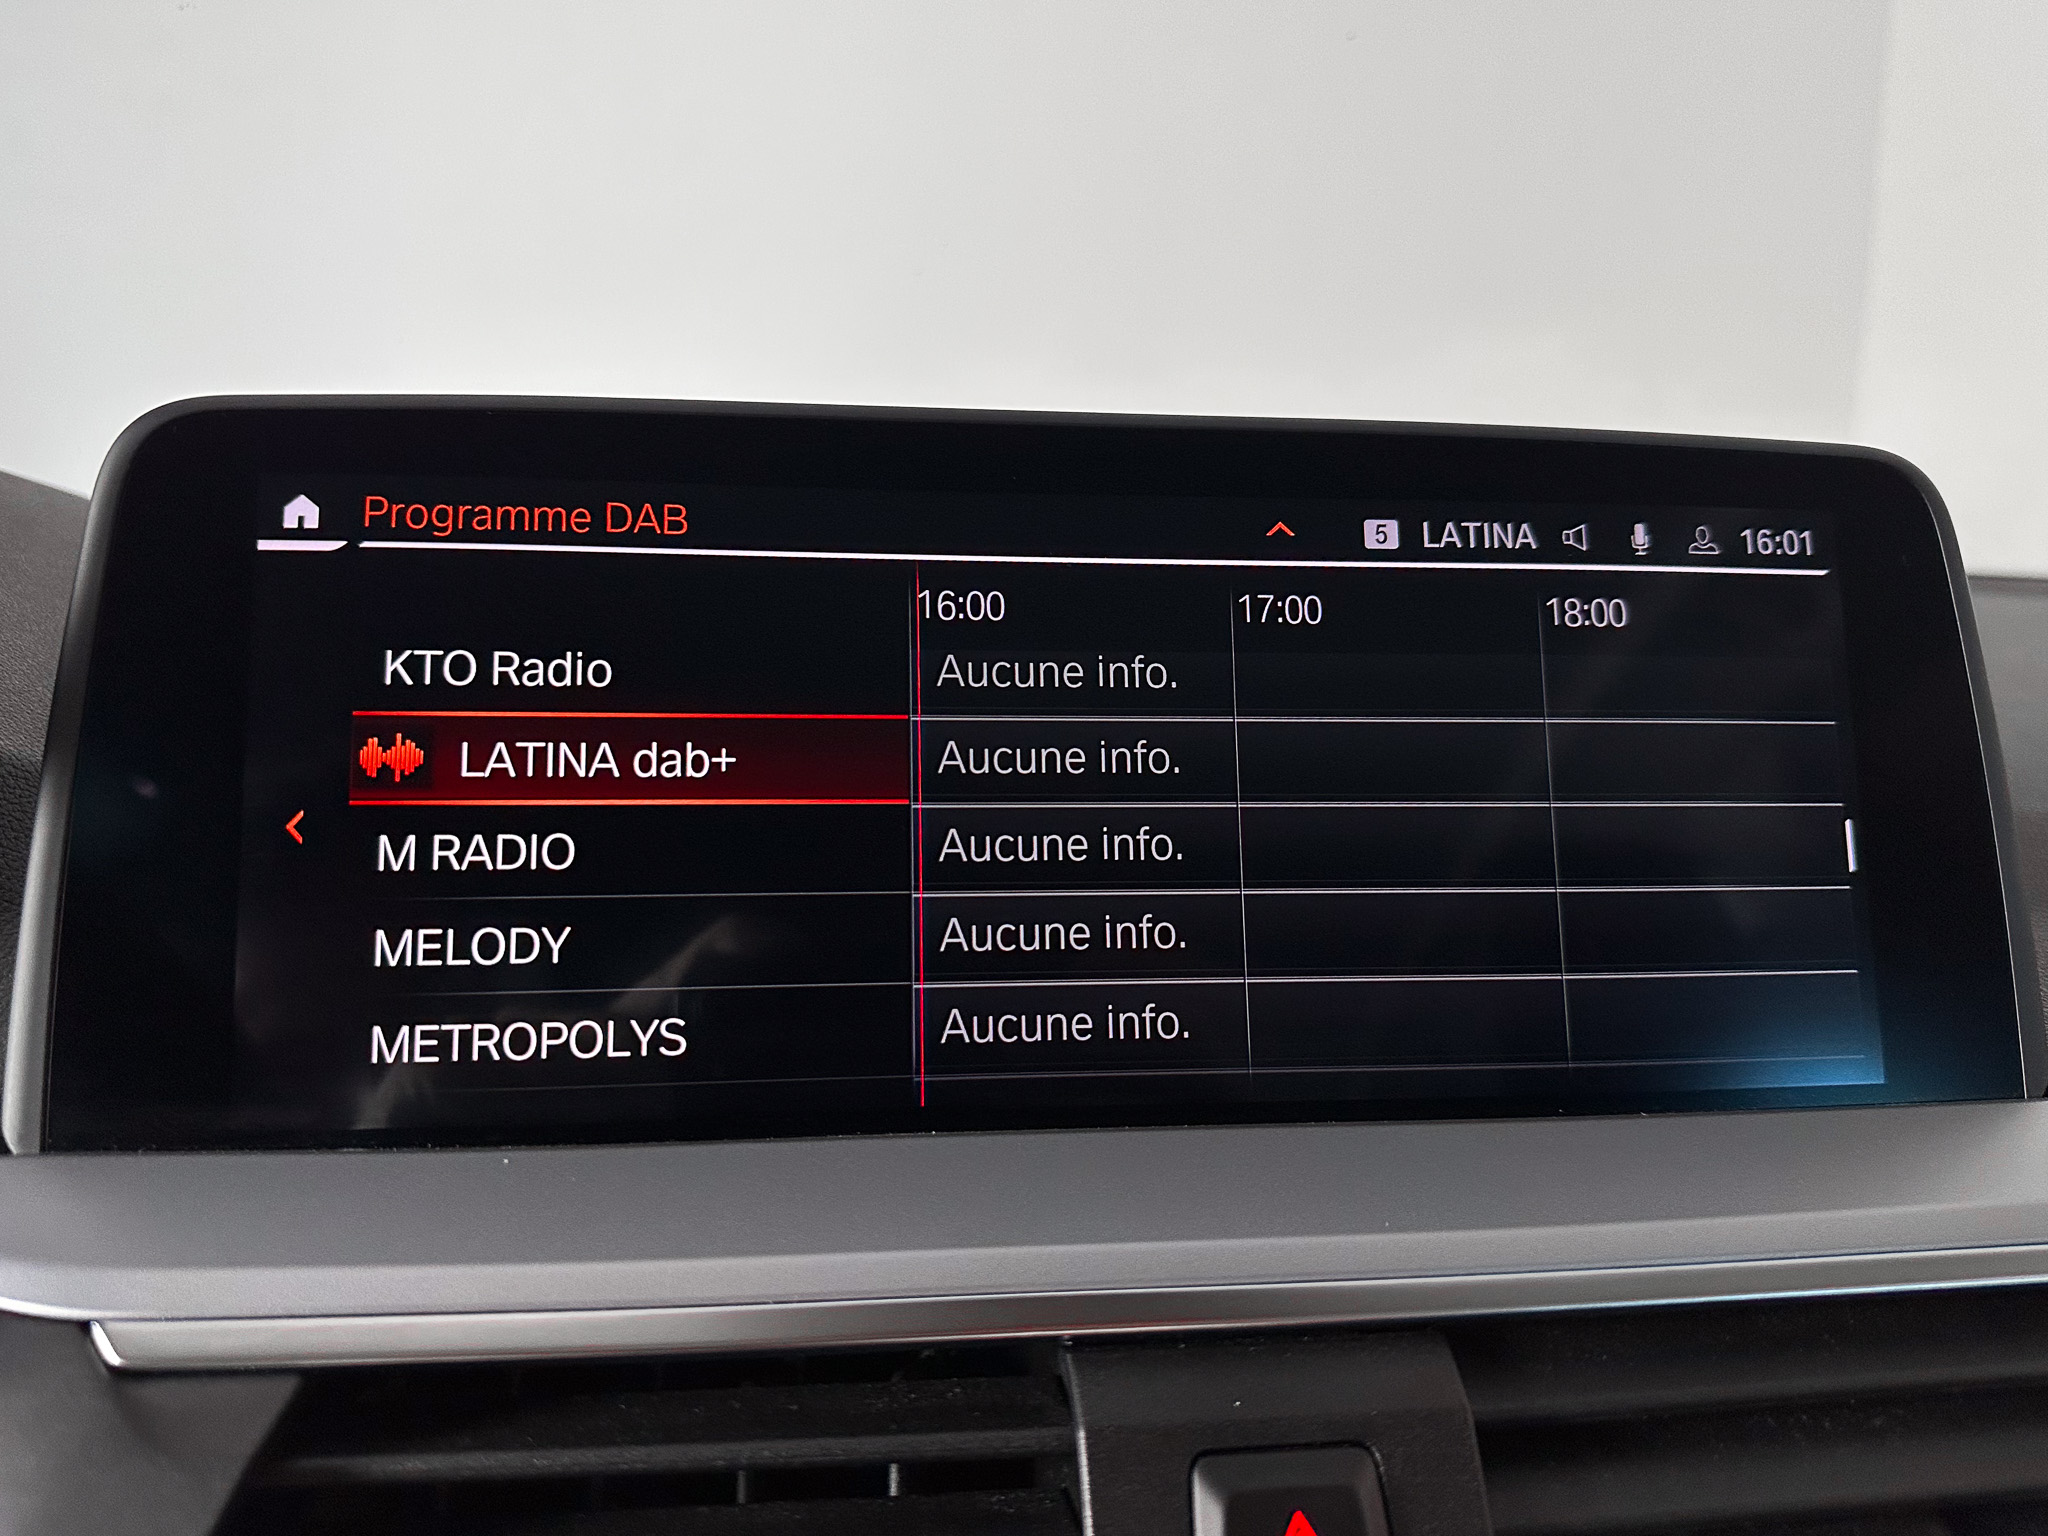 Programme DAB
5 LATINA 16:01
16:00 17:00 18:00
KTO Radio Aucune info.
LATINA dab+ Aucune info.
M RADIO Aucune info.
MELODY Aucune info.
METROPOLYS Aucune info.